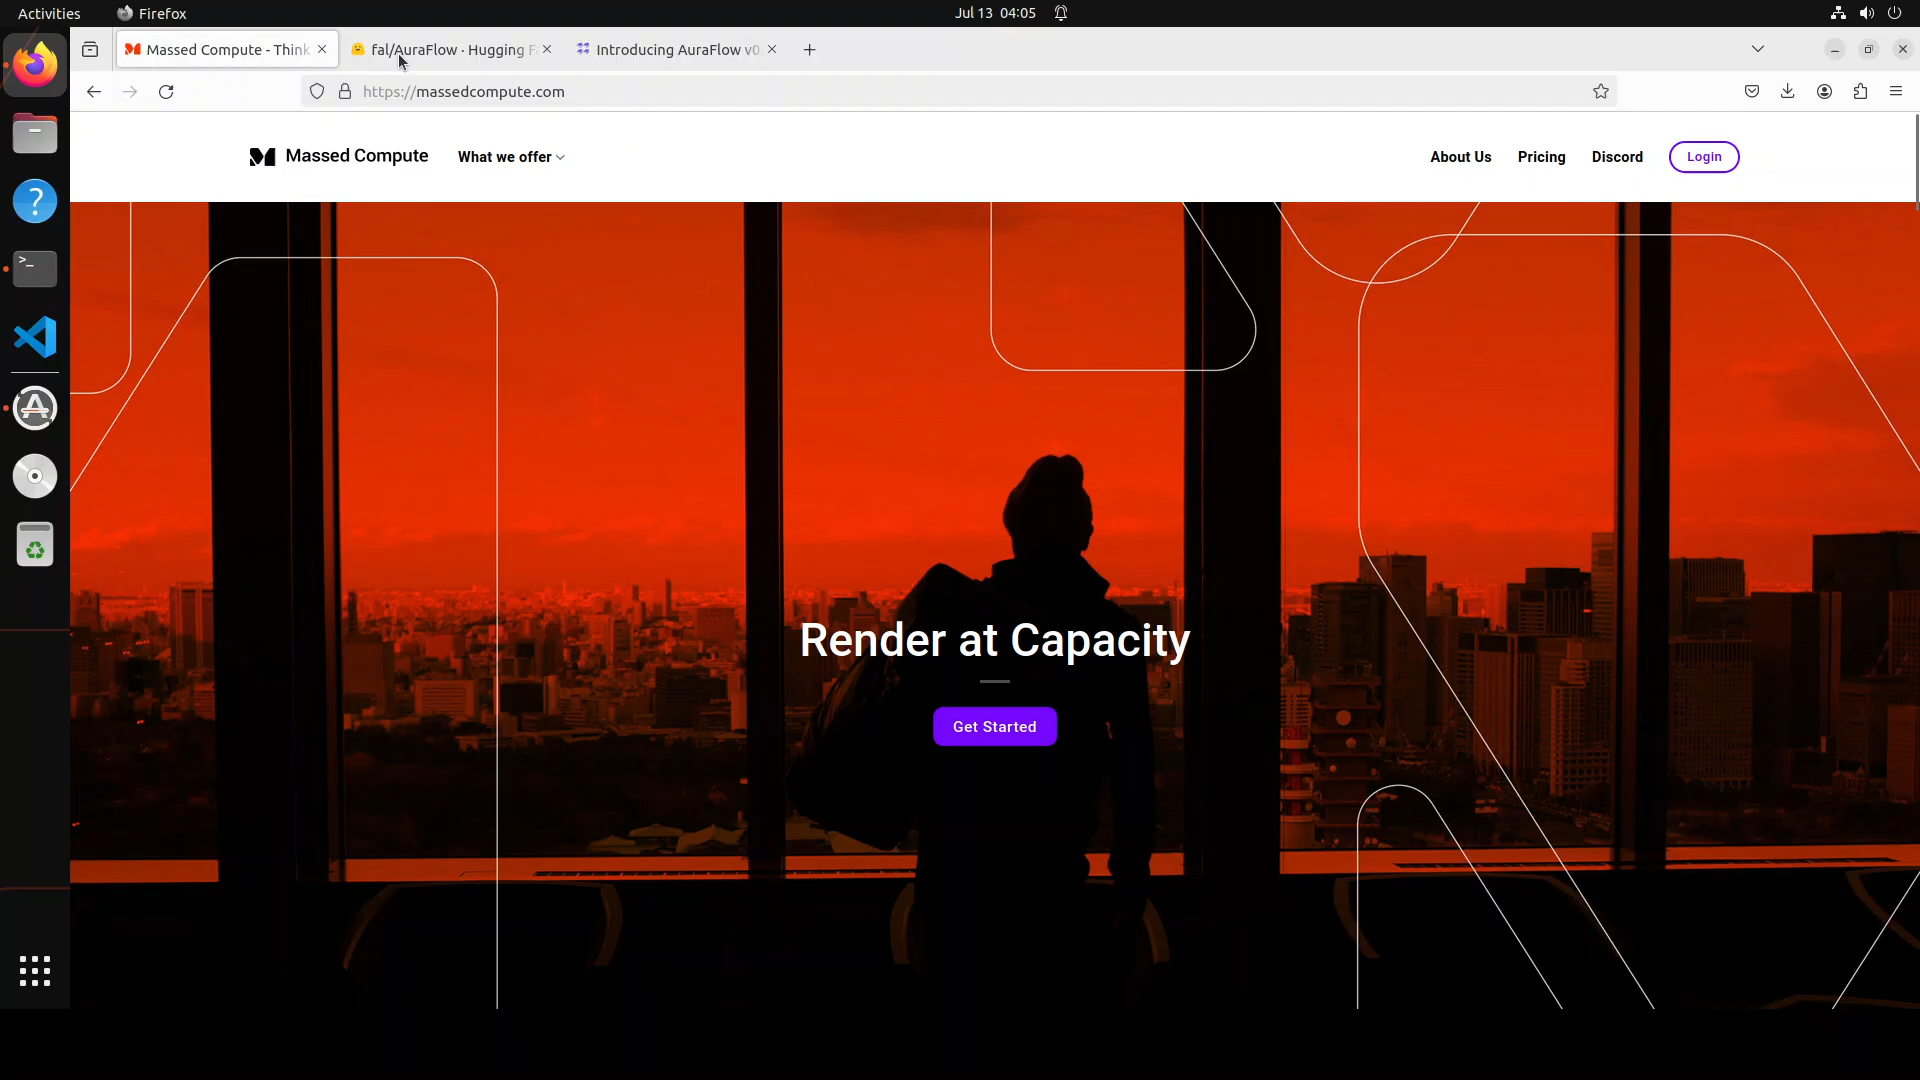 Activities
Firefox
Jul 13 04:05
Massed Compute - Think
fal/AuraFlow · Hugging F
Introducing AuraFlow v0.
https://massedcompute.com
Massed Compute
What we offer
About Us
Pricing
Discord
Login
Render at Capacity
Get Started